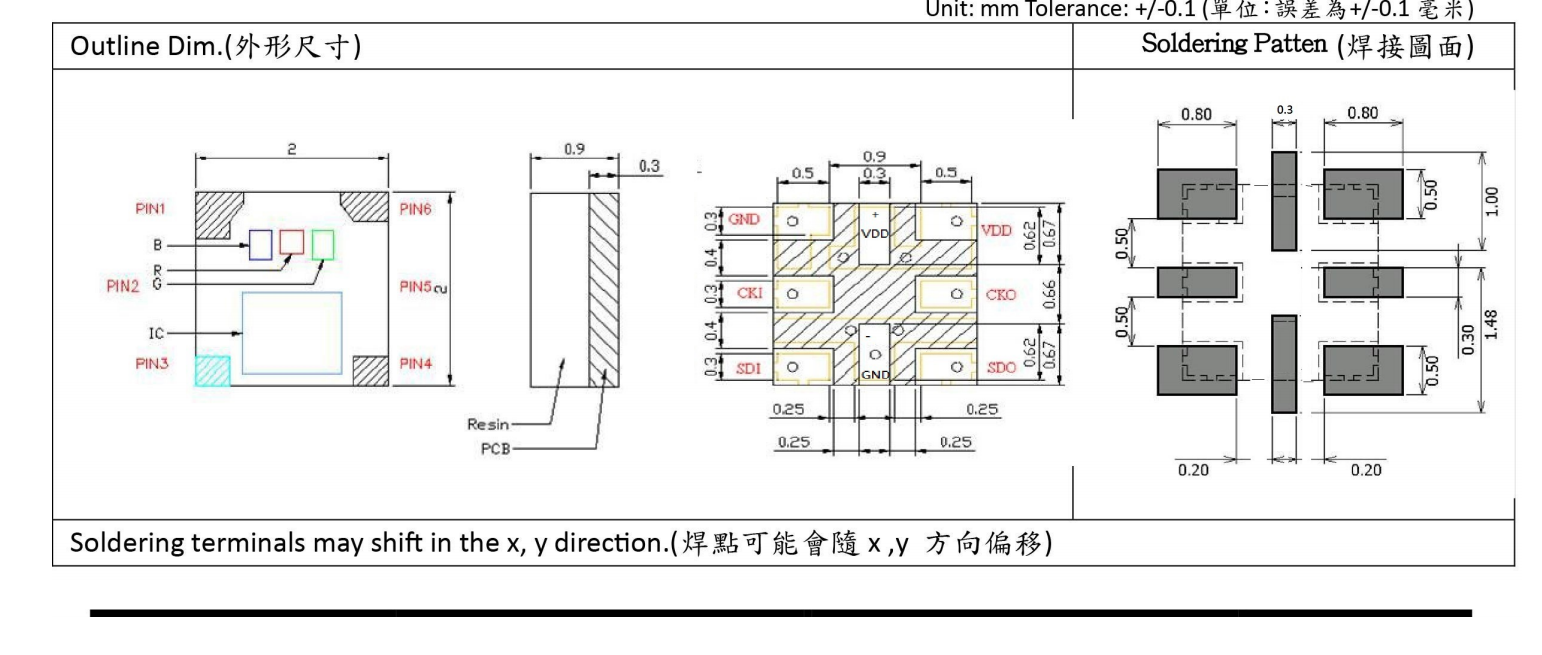 Unit: mm Tolerance: +/-0.1 (單位:誤差為+/-0.1 毫米)
Outline Dim.(外形尺寸)
Soldering Patten (焊接圖面)
2
PIN1
PIN6
B
R
PIN2
G
PIN5
2
IC
PIN3
PIN4
0.9
0.3
Resin
PCB
0.9
0.5
0.3
0.5
0.3
GND
+
VDD
VDD
0.62
0.67
0.4
0.3
CKI
CKO
0.66
0.4
-
0.3
SDI
GND
SDO
0.62
0.67
0.25
0.25
0.25
0.25
0.80
0.3
0.80
0.50
1.00
0.50
0.50
0.30
1.48
0.50
0.20
0.20
Soldering terminals may shift in the x, y direction.(焊點可能會隨 x ,y 方向偏移)